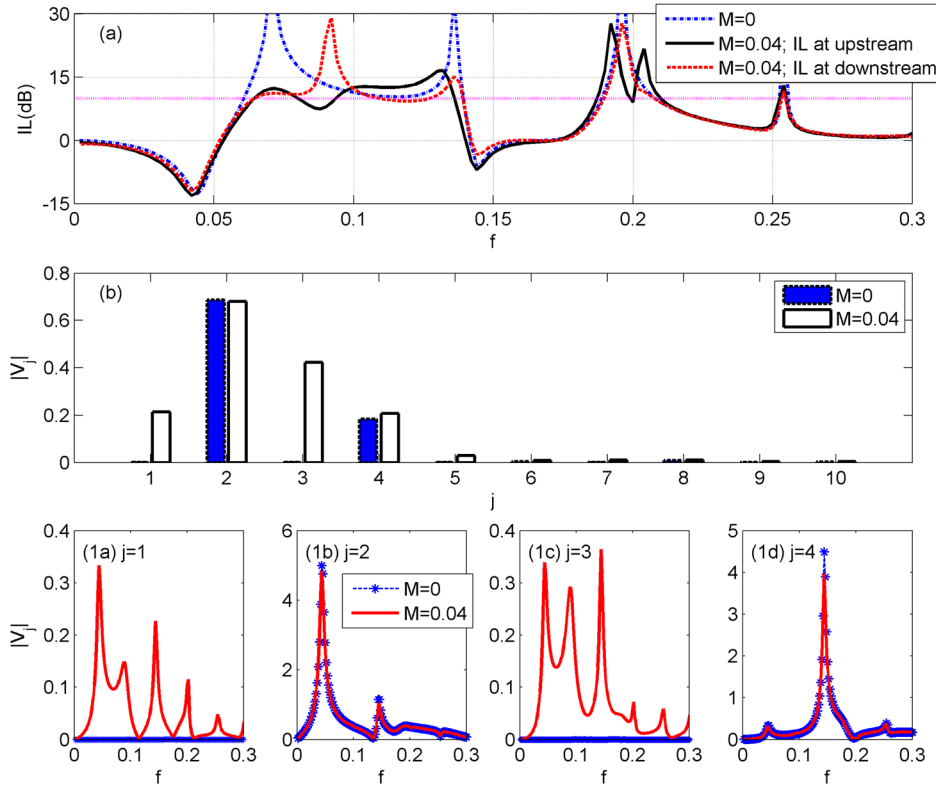 (a)
M=0
M=0.04; IL at upstream
M=0.04; IL at downstream
IL(dB)
30
15
0
-15
0 0.05 0.1 0.15 0.2 0.25 0.3
f
(b)
M=0
M=0.04
|Vj|
0.8
0.6
0.4
0.2
0
1 2 3 4 5 6 7 8 9 10
j
(1a) j=1
|Vj|
0.4
0.3
0.2
0.1
0
0 0.1 0.2 0.3
f
(1b) j=2
M=0
M=0.04
6
4
2
0
0 0.1 0.2 0.3
f
(1c) j=3
0.4
0.3
0.2
0.1
0
0 0.1 0.2 0.3
f
(1d) j=4
5
4
3
2
1
0
0 0.1 0.2 0.3
f